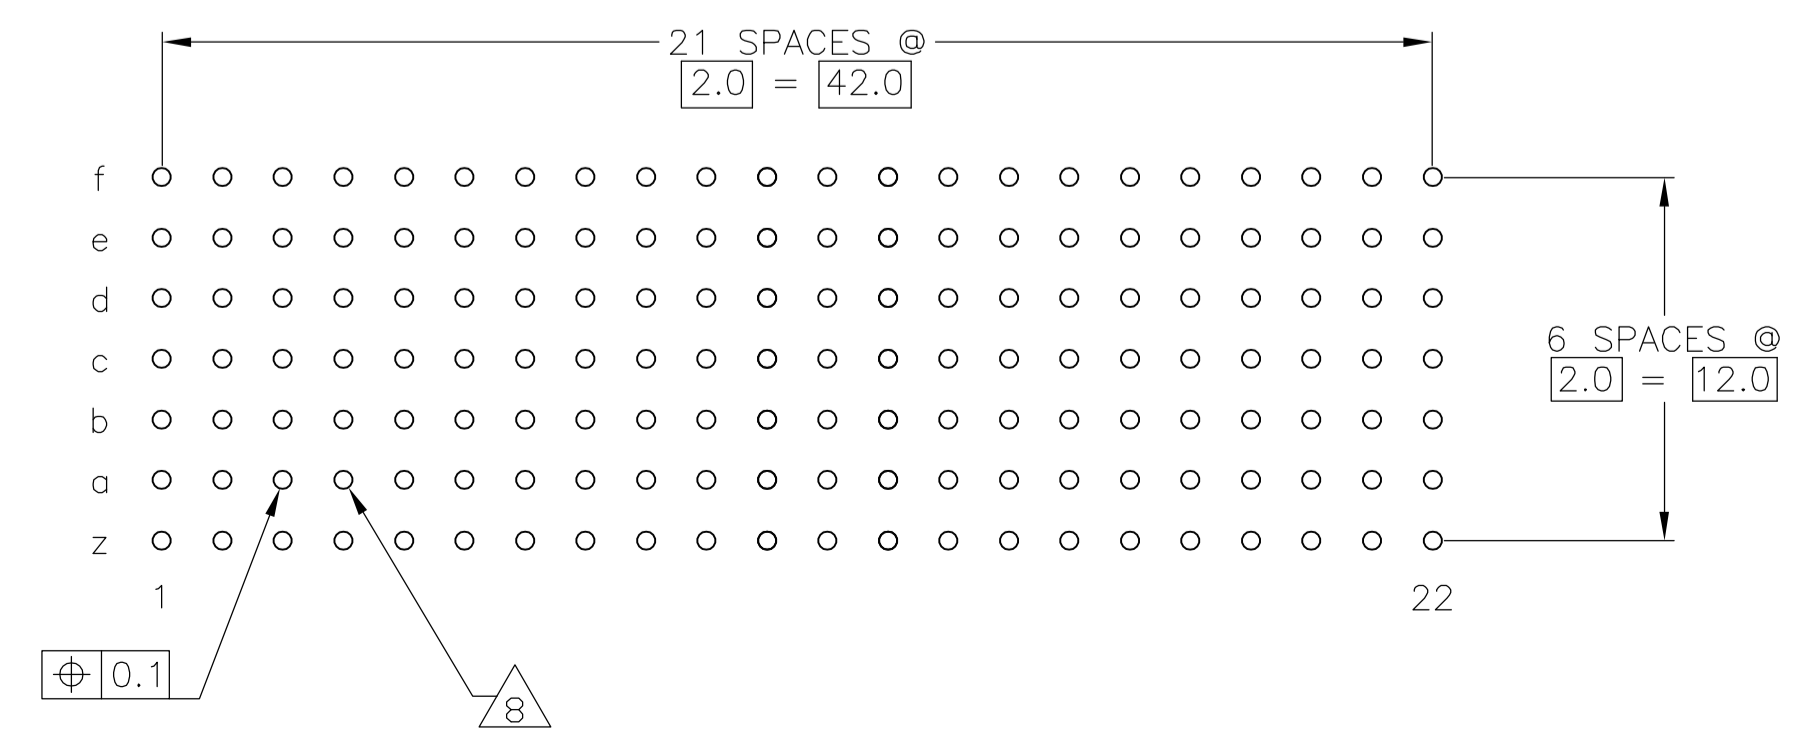 21 SPACES @
2.0 = 42.0
f
e
d
c
b
a
z
6 SPACES @
2.0 = 12.0
1
22
⌖ 0.1
8